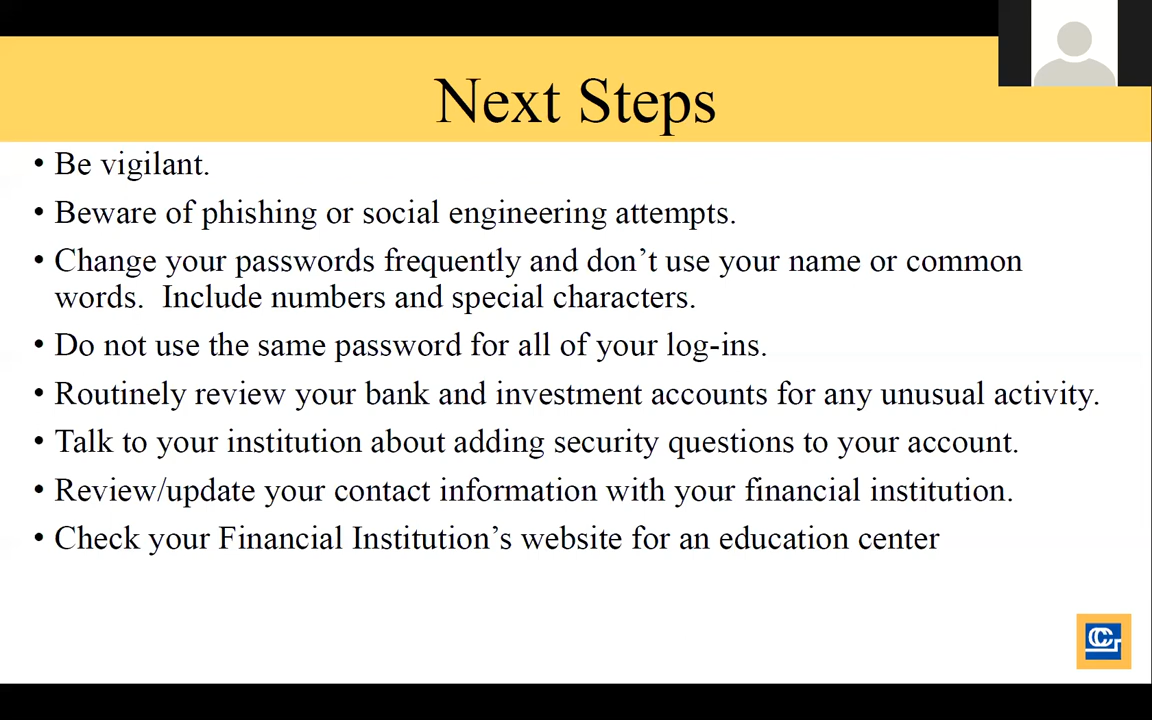 Next Steps
• Be vigilant.
• Beware of phishing or social engineering attempts.
• Change your passwords frequently and don’t use your name or common
words.  Include numbers and special characters.
• Do not use the same password for all of your log-ins.
• Routinely review your bank and investment accounts for any unusual activity.
• Talk to your institution about adding security questions to your account.
• Review/update your contact information with your financial institution.
• Check your Financial Institution’s website for an education center